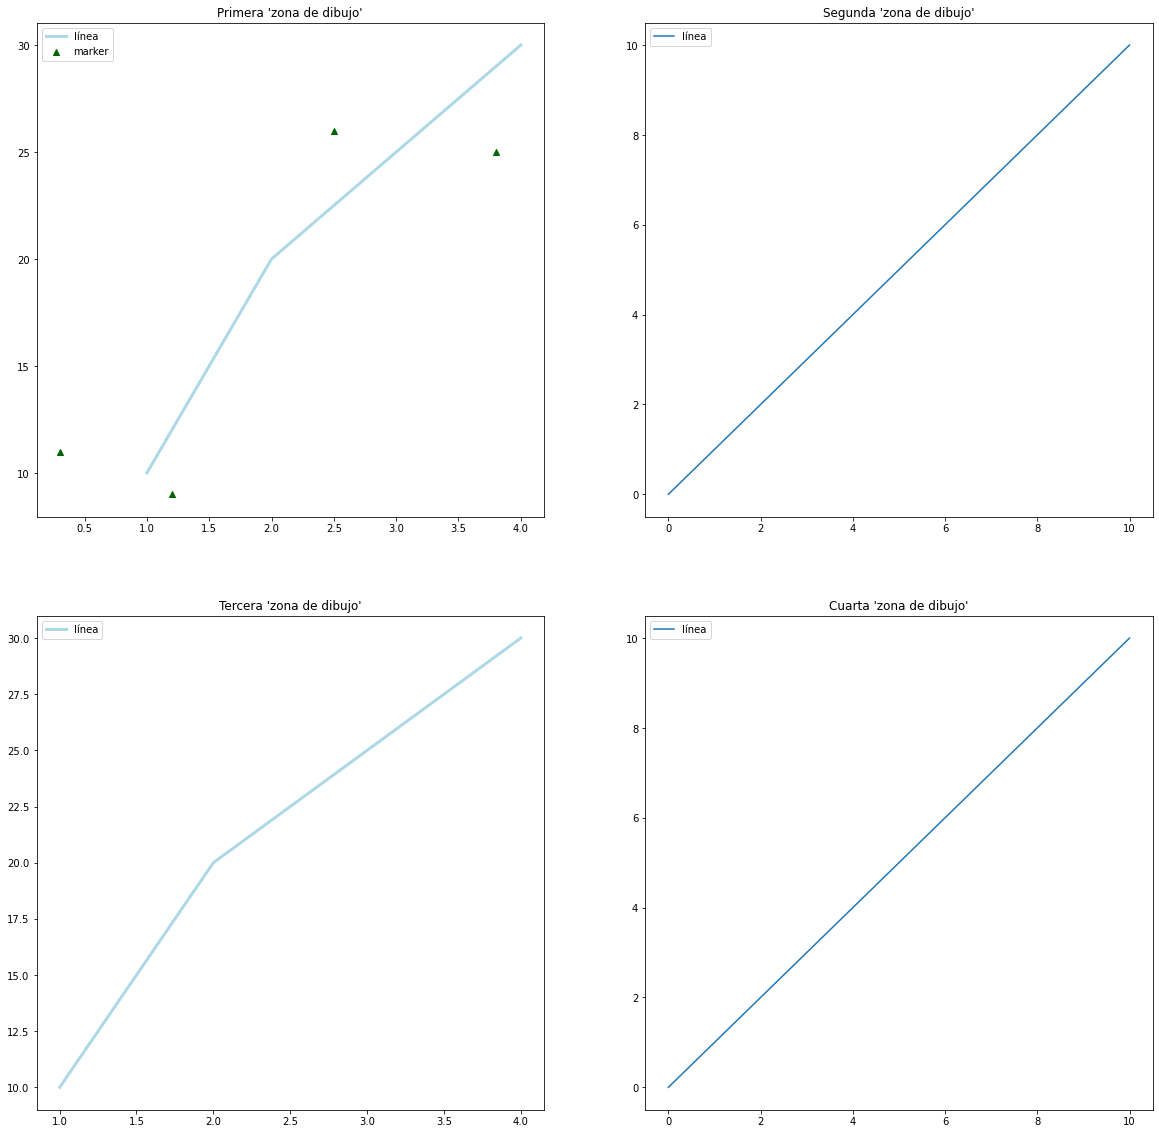 Primera 'zona de dibujo'
línea
marker
30
25
20
15
10
0.5 1.0 1.5 2.0 2.5 3.0 3.5 4.0
Segunda 'zona de dibujo'
línea
10
8
6
4
2
0
0 2 4 6 8 10
Tercera 'zona de dibujo'
línea
30.0
27.5
25.0
22.5
20.0
17.5
15.0
12.5
10.0
1.0 1.5 2.0 2.5 3.0 3.5 4.0
Cuarta 'zona de dibujo'
línea
10
8
6
4
2
0
0 2 4 6 8 10